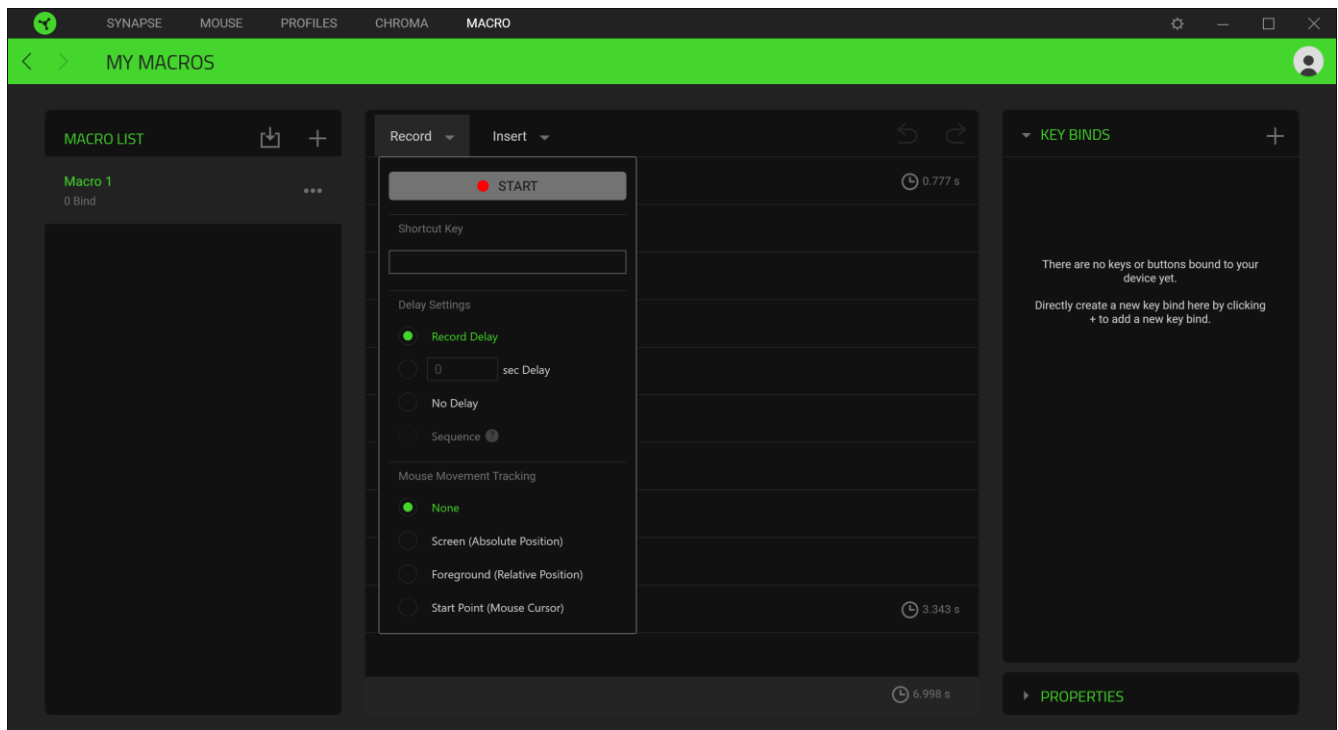 SYNAPSE MOUSE PROFILES CHROMA MACRO
MY MACROS
MACRO LIST
Macro 1
0 Bind
Record Insert
START
Shortcut Key
Delay Settings
Record Delay
0 sec Delay
No Delay
Sequence ?
Mouse Movement Tracking
None
Screen (Absolute Position)
Foreground (Relative Position)
Start Point (Mouse Cursor)
0.777 s
3.343 s
6.998 s
KEY BINDS
There are no keys or buttons bound to your
device yet.
Directly create a new key bind here by clicking
+ to add a new key bind.
PROPERTIES